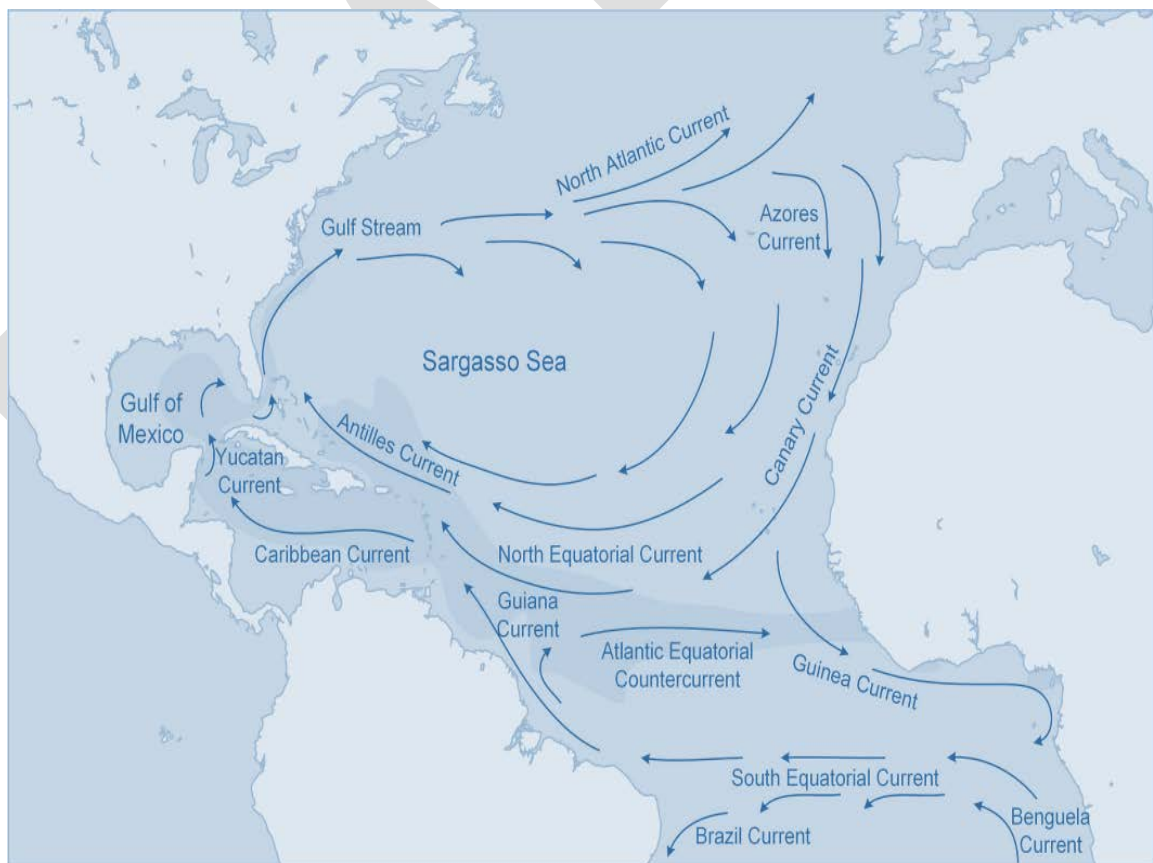 North Atlantic Current
Gulf Stream
Azores
Current
Sargasso Sea
Gulf of
Mexico
Antilles Current
Canary Current
Yucatan
Current
Caribbean Current
North Equatorial Current
Guiana
Current
Atlantic Equatorial
Countercurrent
Guinea Current
South Equatorial Current
Brazil Current
Benguela
Current